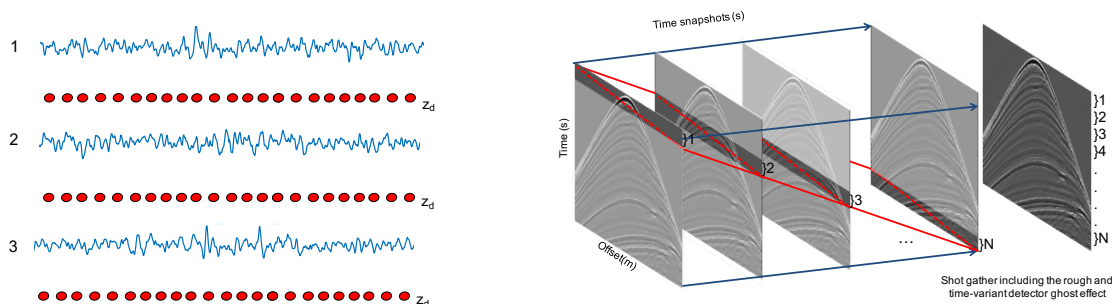 1
z_d
2
z_d
3
z_d
Time snapshots (s)
Time (s)
Offset(m)
}1
}2
}3
...
}N
}1
}2
}3
}4
.
.
.
}N
Shot gather including the rough and
time-variant detector ghost effect